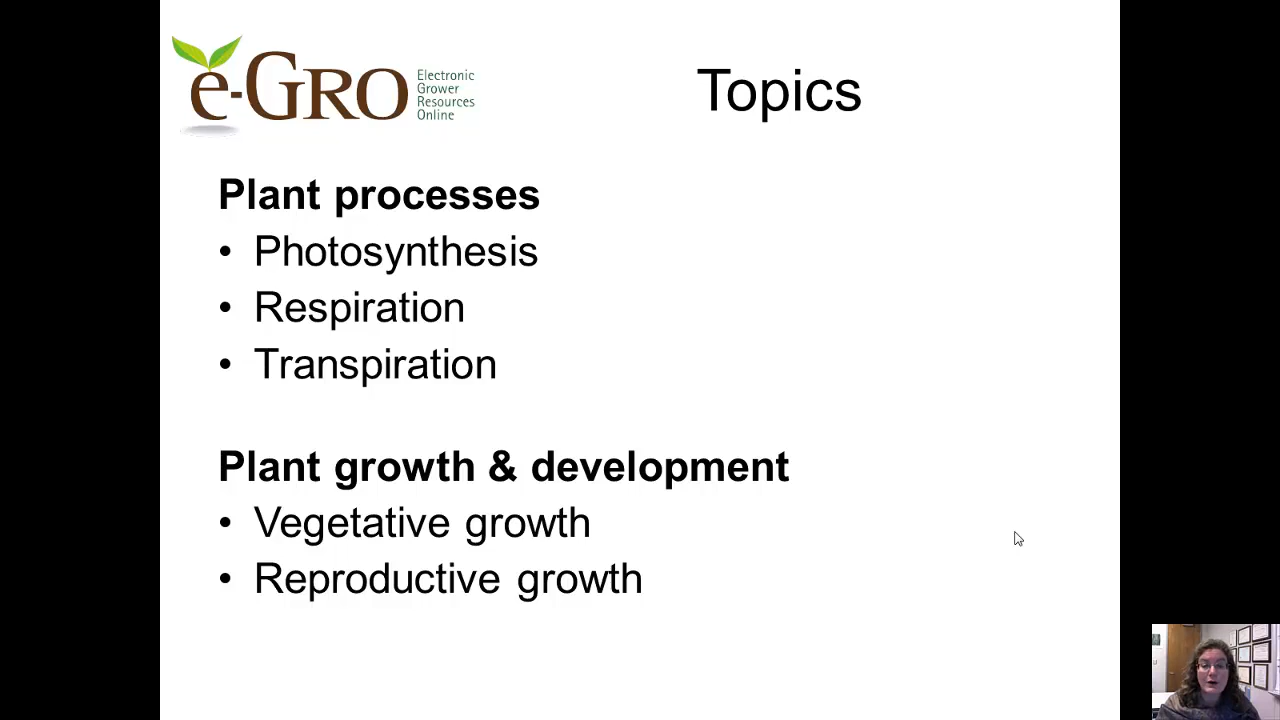 e-GRO
Electronic
Grower
Resources
Online
Topics
Plant processes
• Photosynthesis
• Respiration
• Transpiration
Plant growth & development
• Vegetative growth
• Reproductive growth